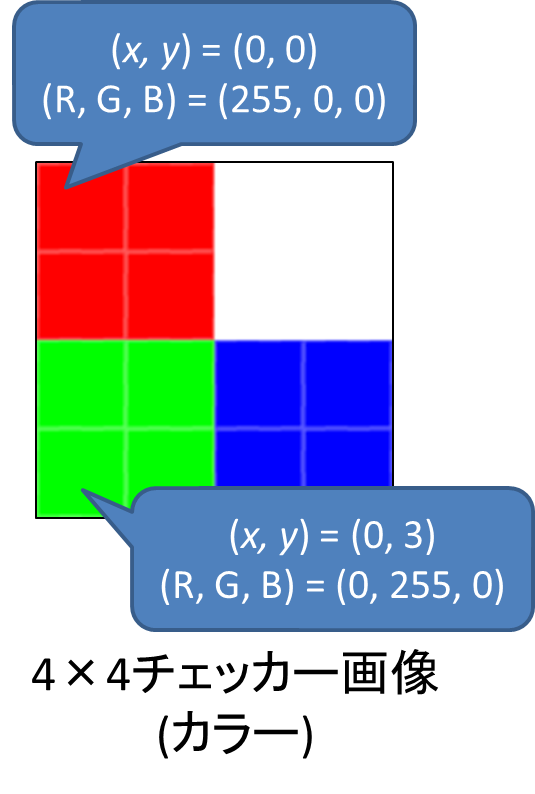 (x, y) = (0, 0)
(R, G, B) = (255, 0, 0)
(x, y) = (0, 3)
(R, G, B) = (0, 255, 0)
4×4チェッカー画像
(カラー)